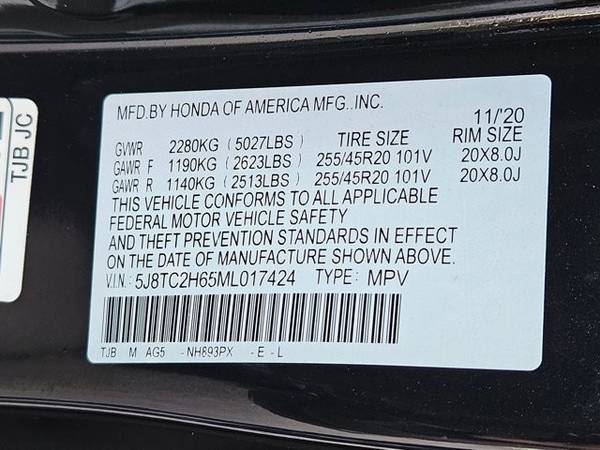 MFD.BY HONDA OF AMERICA MFG.,INC.
11/'20
GVWR 2280KG (5027LBS) TIRE SIZE RIM SIZE
GAWR F 1190KG (2623LBS) 255/45R20 101V 20X8.0J
GAWR R 1140KG (2513LBS) 255/45R20 101V 20X8.0J
THIS VEHICLE CONFORMS TO ALL APPLICABLE
FEDERAL MOTOR VEHICLE SAFETY
AND THEFT PREVENTION STANDARDS IN EFFECT
ON THE DATE OF MANUFACTURE SHOWN ABOVE.
V.I.N.: 5J8TC2H65ML017424 TYPE: MPV
TJB M AG5 -NH893PX -E-L
TJB JC